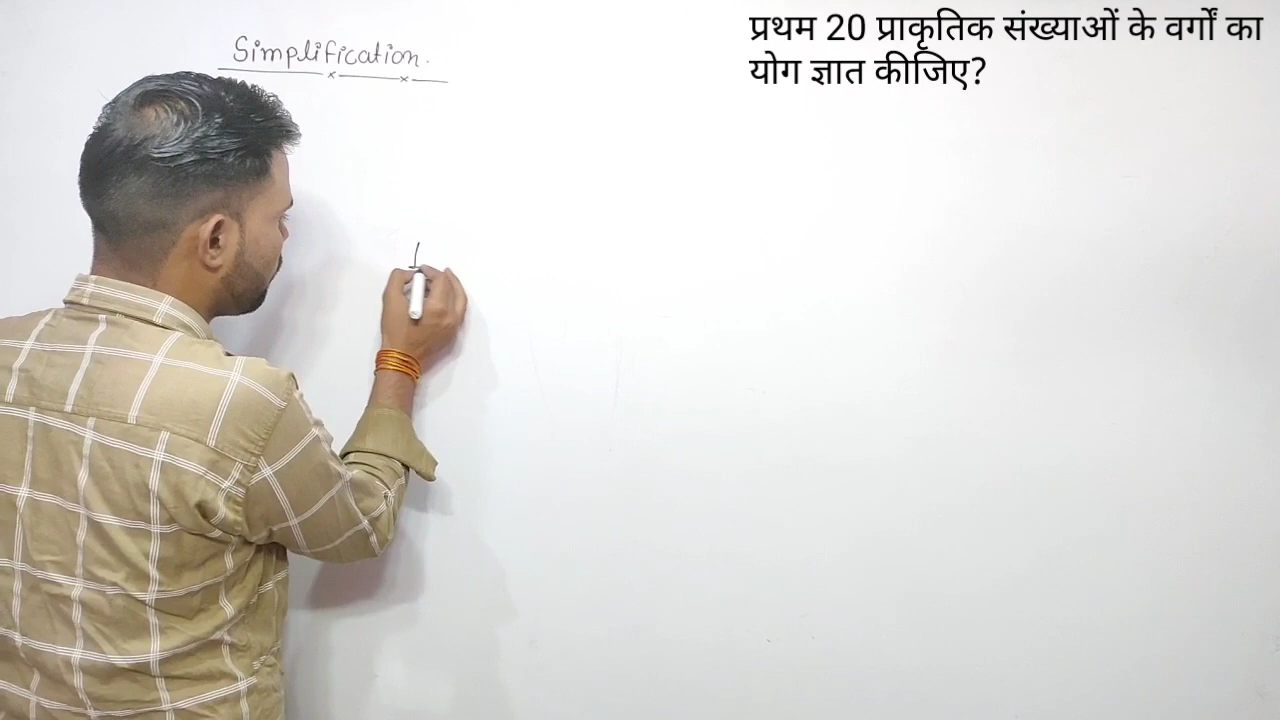 Simplification.
प्रथम 20 प्राकृतिक संख्याओं के वर्गों का
योग ज्ञात कीजिए?